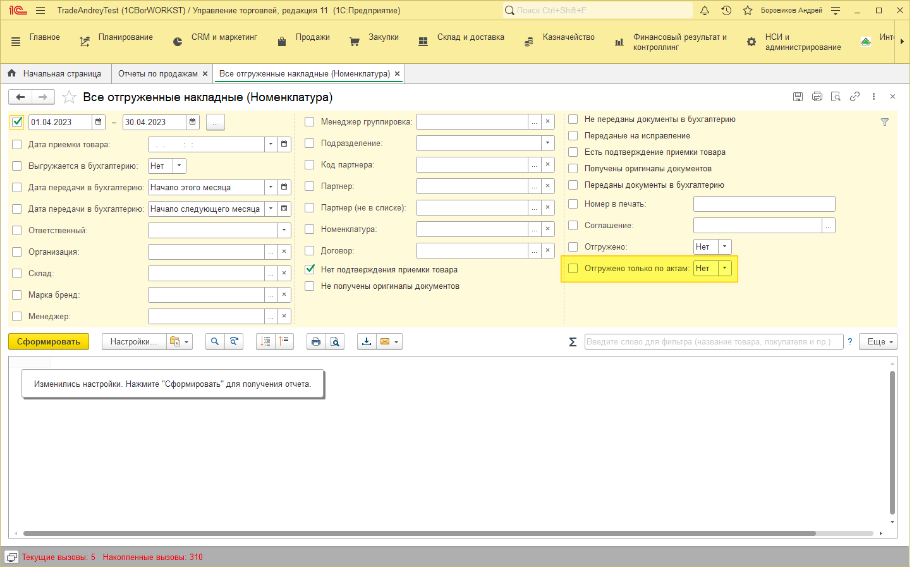 TradeAndreyTest (1CBorWORKST) / Управление торговлей, редакция 11 (1С:Предприятие)
Поиск Ctrl+Shift+F
Боровиков Андрей
Главное
Планирование
CRM и маркетинг
Продажи
Закупки
Склад и доставка
Казначейство
Финансовый результат и контроллинг
НСИ и администрирование
Инт
Начальная страница
Отчеты по продажам ×
Все отгруженные накладные (Номенклатура) ×
Все отгруженные накладные (Номенклатура)
01.04.2023 – 30.04.2023 ...
Дата приемки товара: . . : :
Выгружается в бухгалтерию: Нет
Дата передачи в бухгалтерию: Начало этого месяца
Дата передачи в бухгалтерию: Начало следующего месяца
Ответственный:
Организация:
Склад:
Марка бренд:
Менеджер:
Менеджер группировка:
Подразделение:
Код партнера:
Партнер:
Партнер (не в списке):
Номенклатура:
Договор:
Нет подтверждения приемки товара
Не получены оригиналы документов
Не переданы документы в бухгалтерию
Переданные на исправление
Есть подтверждение приемки товара
Получены оригиналы документов
Переданы документы в бухгалтерию
Номер в печать:
Соглашение:
Отгружено: Нет
Отгружено только по актам: Нет
Сформировать
Настройки...
Σ
Введите слово для фильтра (название товара, покупателя и пр.)
?
Еще
Изменились настройки. Нажмите "Сформировать" для получения отчета.
Текущие вызовы: 5 Накопленные вызовы: 310